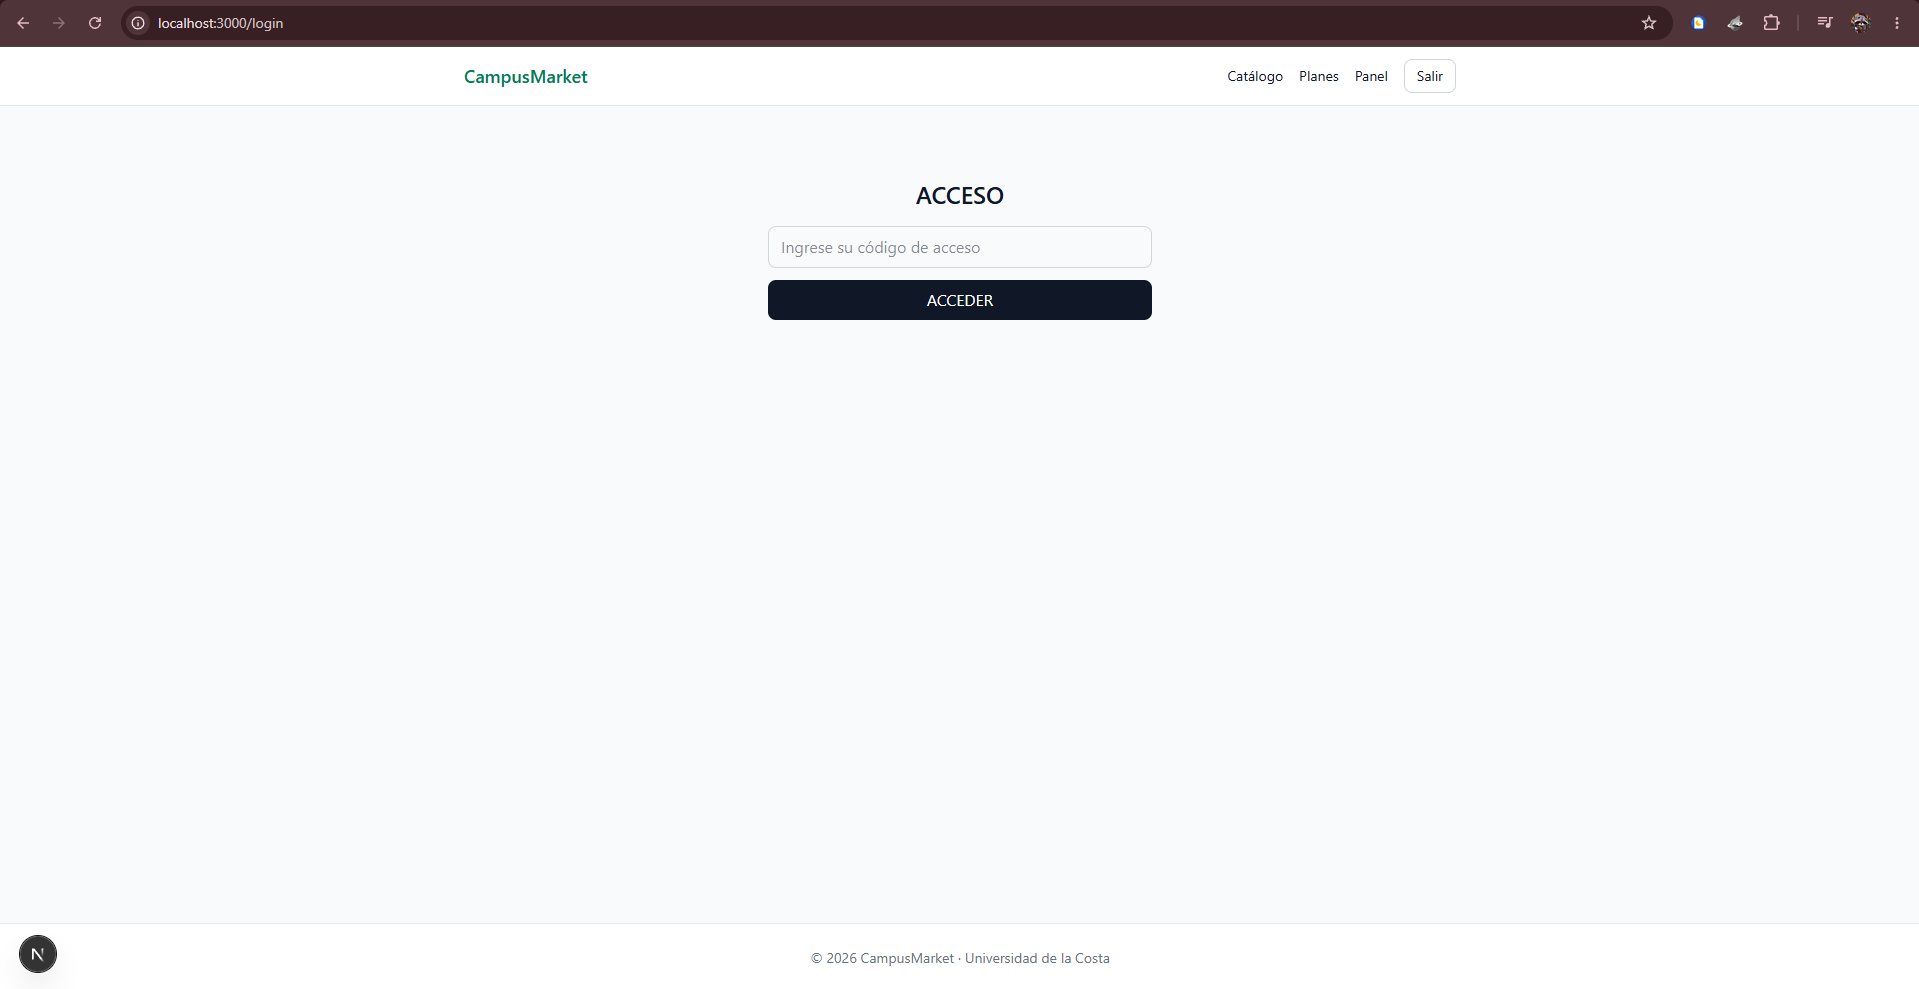 localhost:3000/login
CampusMarket
Catálogo Planes Panel Salir
ACCESO
Ingrese su código de acceso
ACCEDER
N
© 2026 CampusMarket · Universidad de la Costa